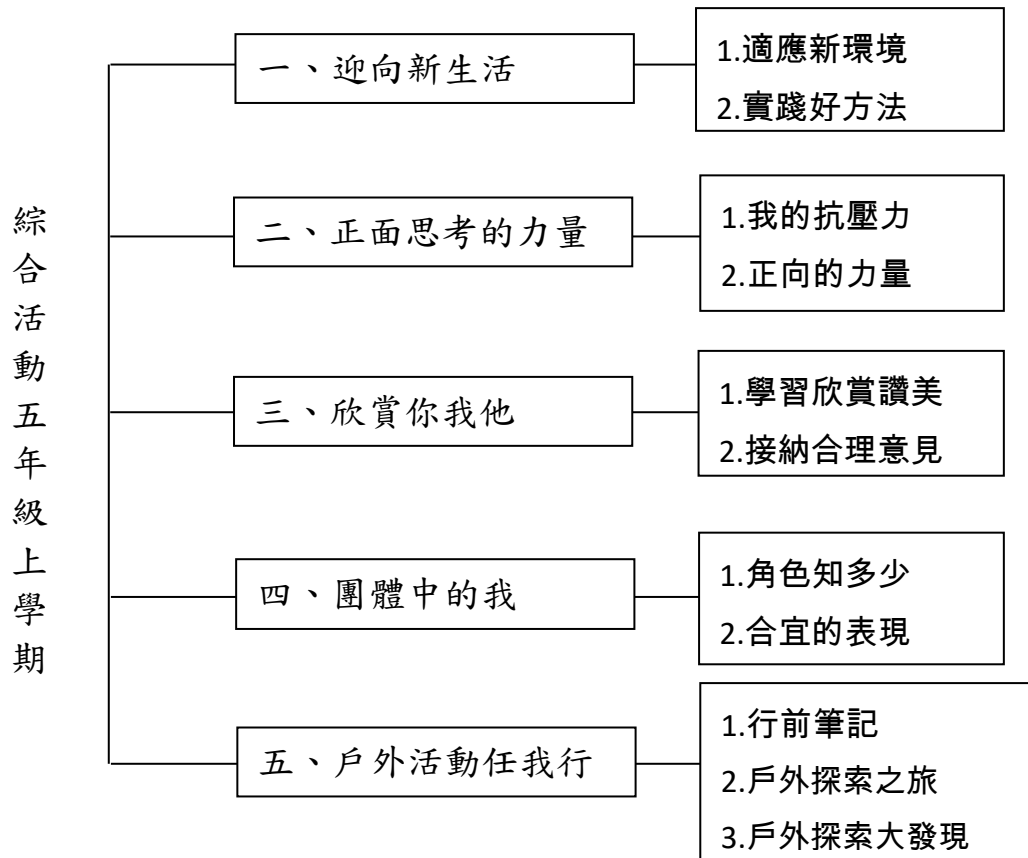 綜合活動五年級上學期
一、迎向新生活
1.適應新環境
2.實踐好方法
二、正面思考的力量
1.我的抗壓力
2.正向的力量
三、欣賞你我他
1.學習欣賞讚美
2.接納合理意見
四、團體中的我
1.角色知多少
2.合宜的表現
五、戶外活動任我行
1.行前筆記
2.戶外探索之旅
3.戶外探索大發現